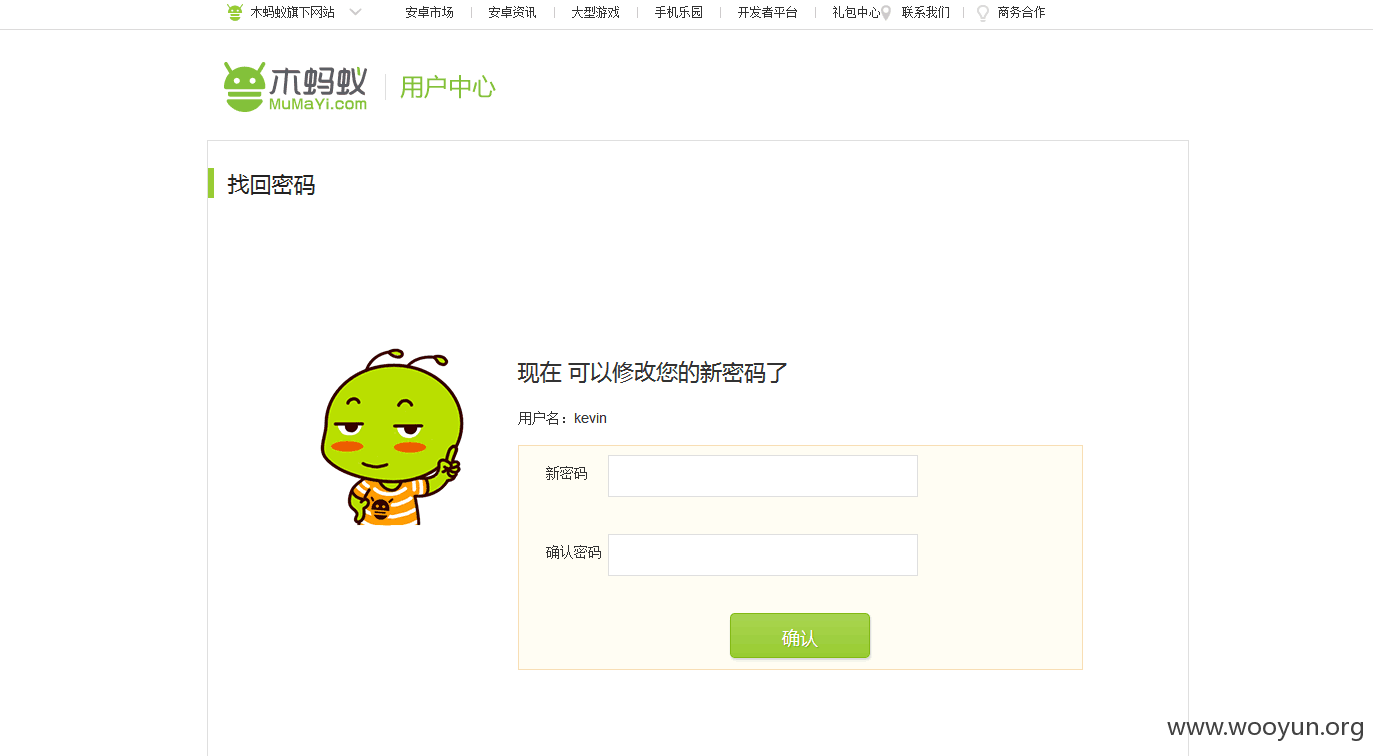 木蚂蚁旗下网站 安卓市场 安卓资讯 大型游戏 手机乐园 开发者平台 礼包中心 联系我们 商务合作
木蚂蚁 用户中心
MuMaYi.com
找回密码
现在 可以修改您的新密码了
用户名：kevin
新密码
确认密码
确认
www.wooyun.org